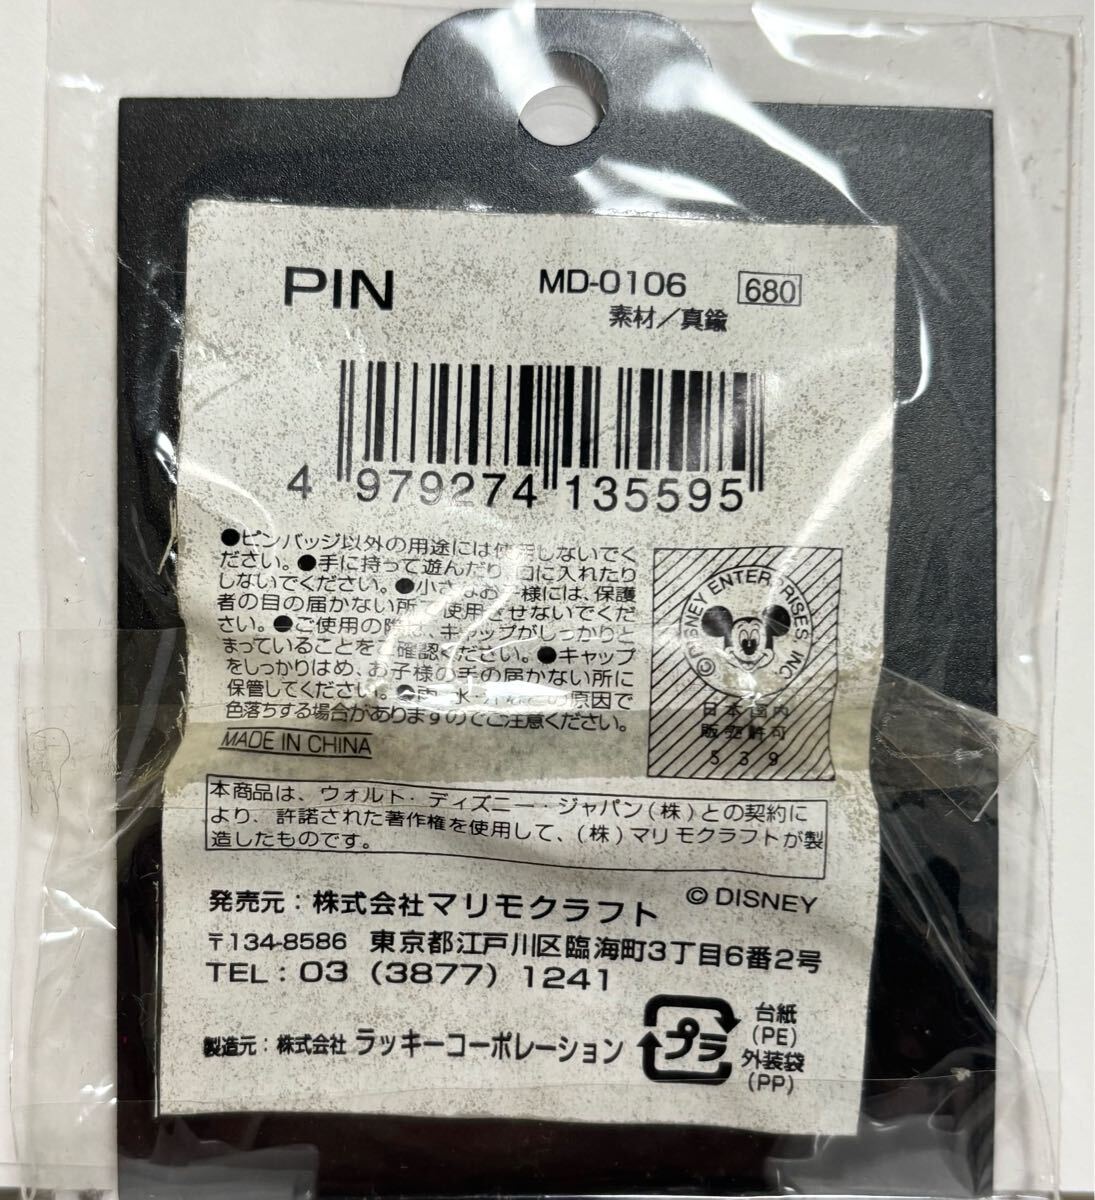 PIN
MD-0106 680
素材／真鍮
4 979274 135595
●ピンバッジ以外の用途には使用しないでく
ださい。●手に持って遊んだり、口に入れたり
しないでください。●小さなお子様には、保護
者の目の届かない所で使用させないでくだ
さい。●ご使用の際は、キャップがしっかりと
まっていることをご確認ください。●キャップ
をしっかりはめ、お子様の手の届かない所に
保管してください。●雨、水、汗などの原因で
色落ちする場合がありますのでご注意ください。
MADE IN CHINA
© DISNEY ENTERPRISES INC.
日本国内
販売許可
539
本商品は、ウォルト・ディズニー・ジャパン(株)との契約に
より、許諾された著作権を使用して、(株)マリモクラフトが製
造したものです。
© DISNEY
発売元：株式会社マリモクラフト
〒134-8586 東京都江戸川区臨海町3丁目6番2号
TEL：03 (3877) 1241
製造元：株式会社 ラッキーコーポレーション
プラ
台紙
(PE)
外装袋
(PP)